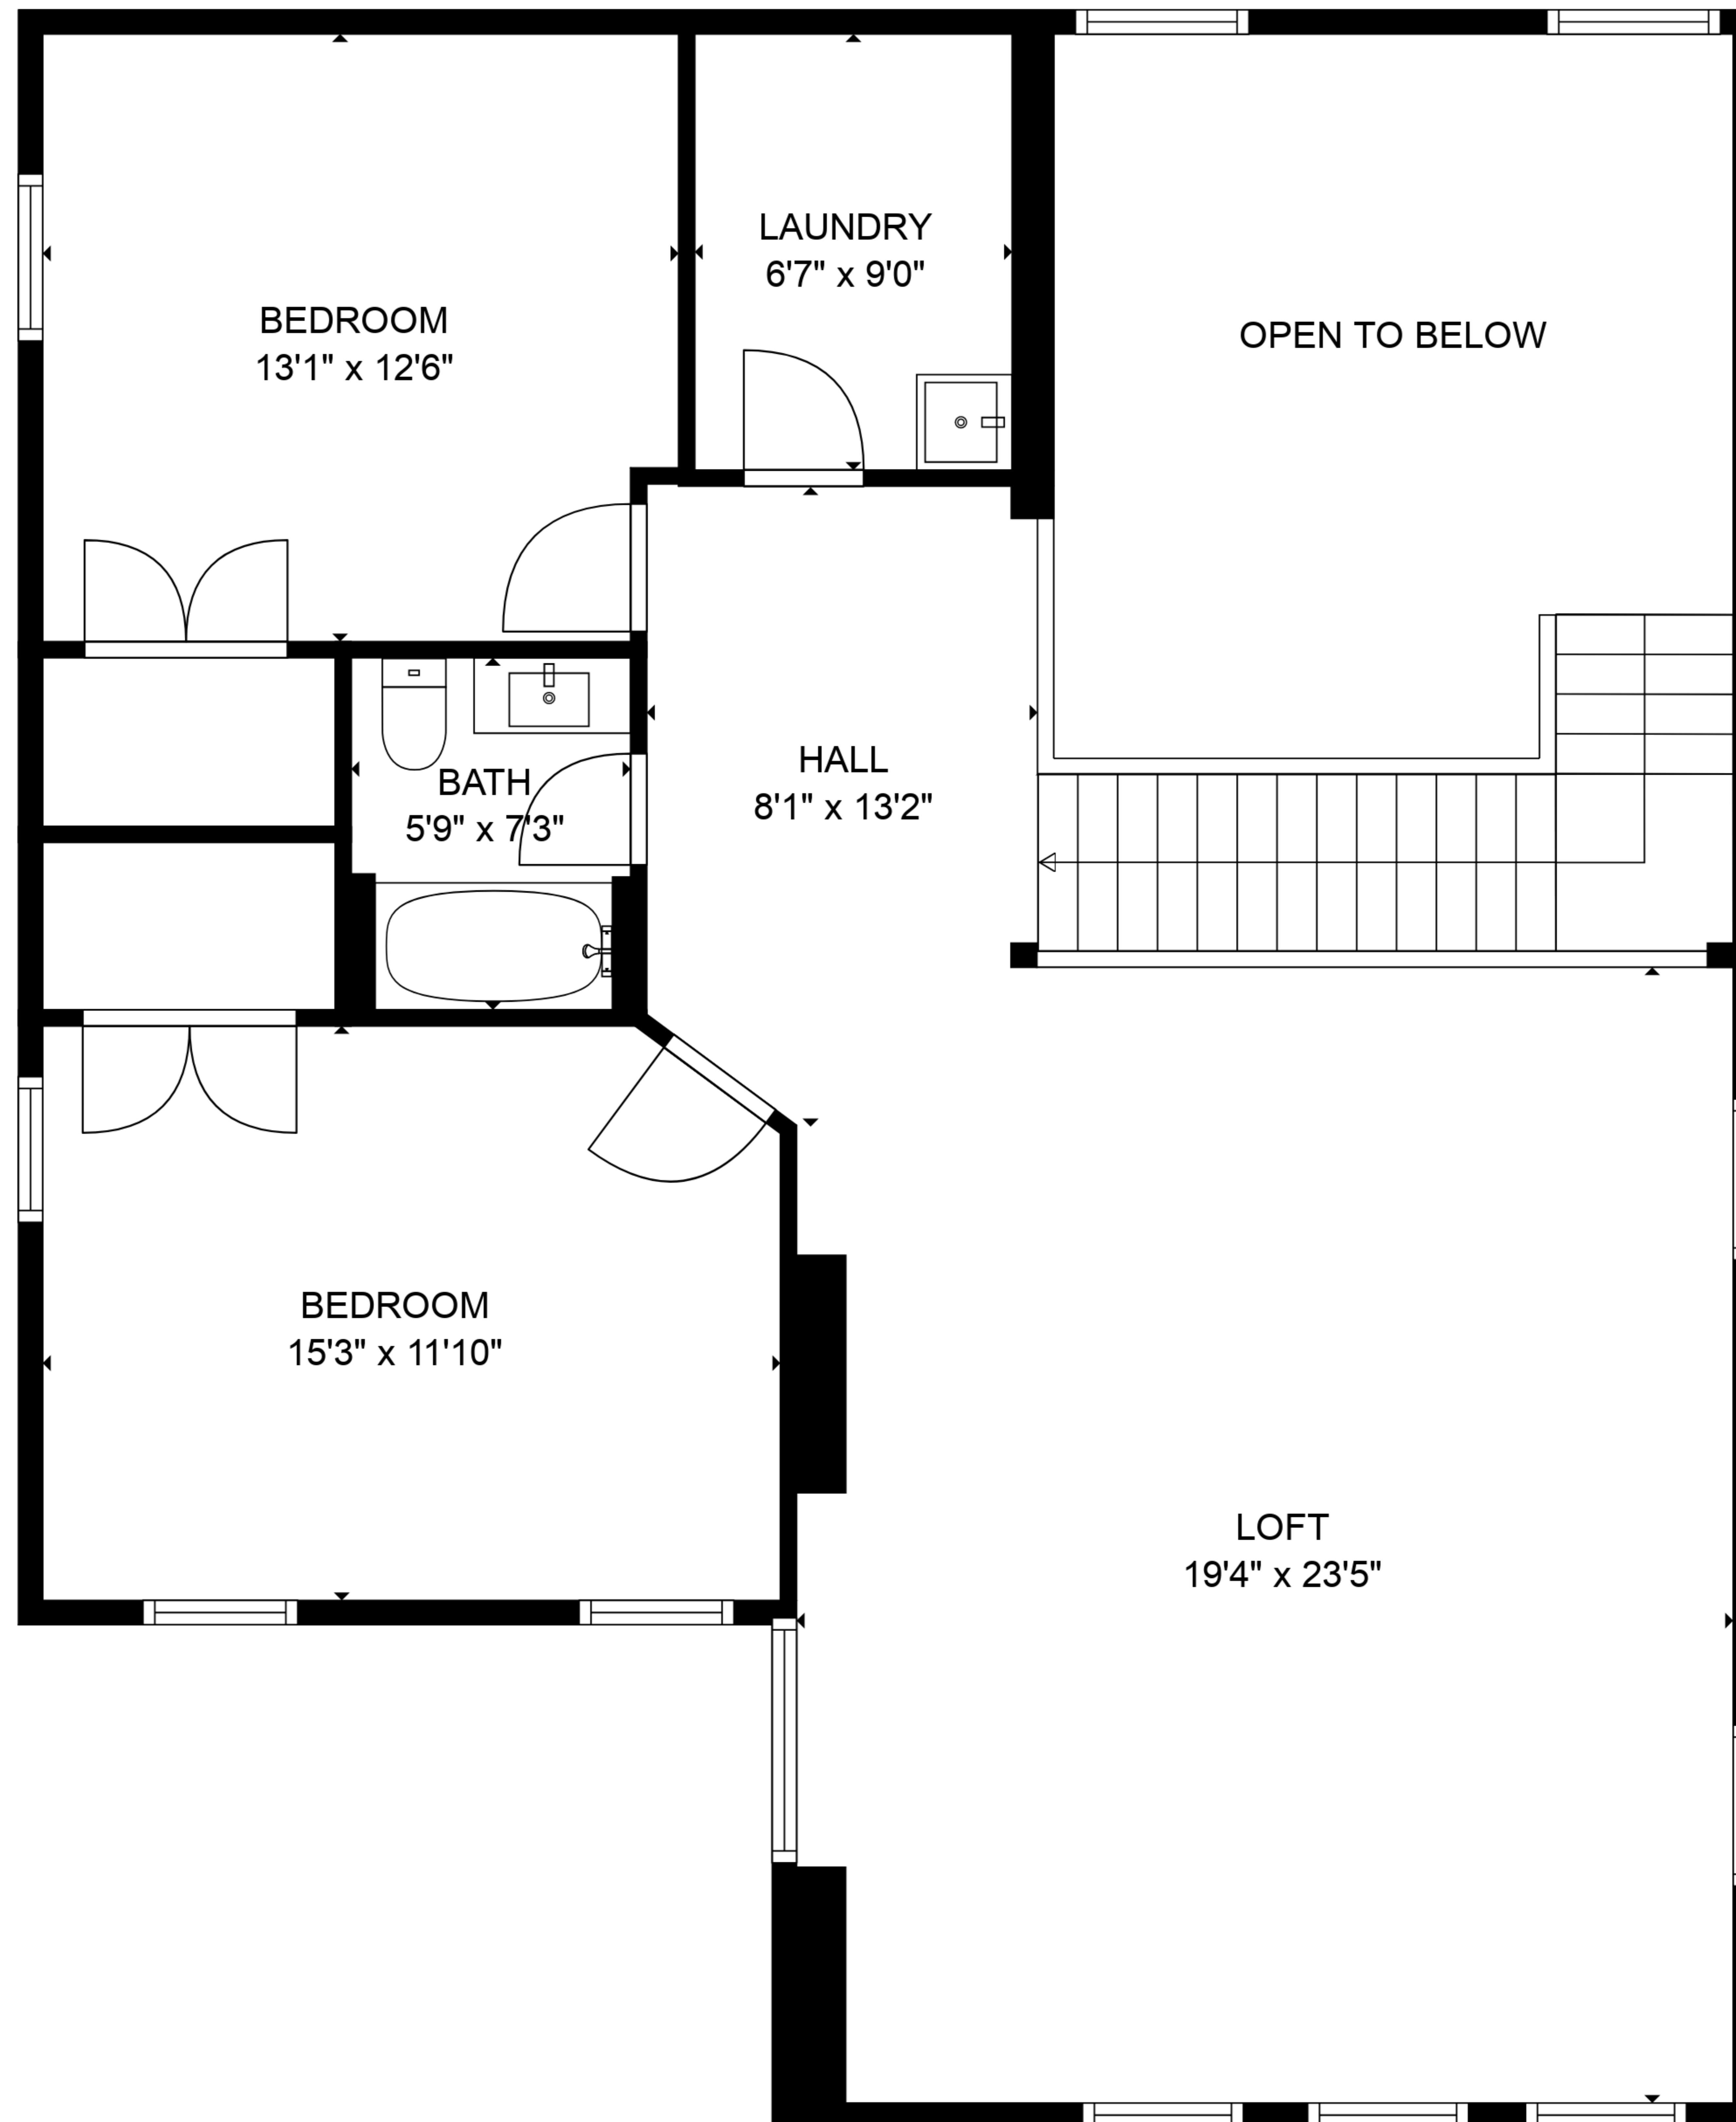 LAUNDRY
6'7" x 9'0"
BEDROOM
13'1" x 12'6"
OPEN TO BELOW
BATH
5'9" x 7'3"
HALL
8'1" x 13'2"
BEDROOM
15'3" x 11'10"
LOFT
19'4" x 23'5"